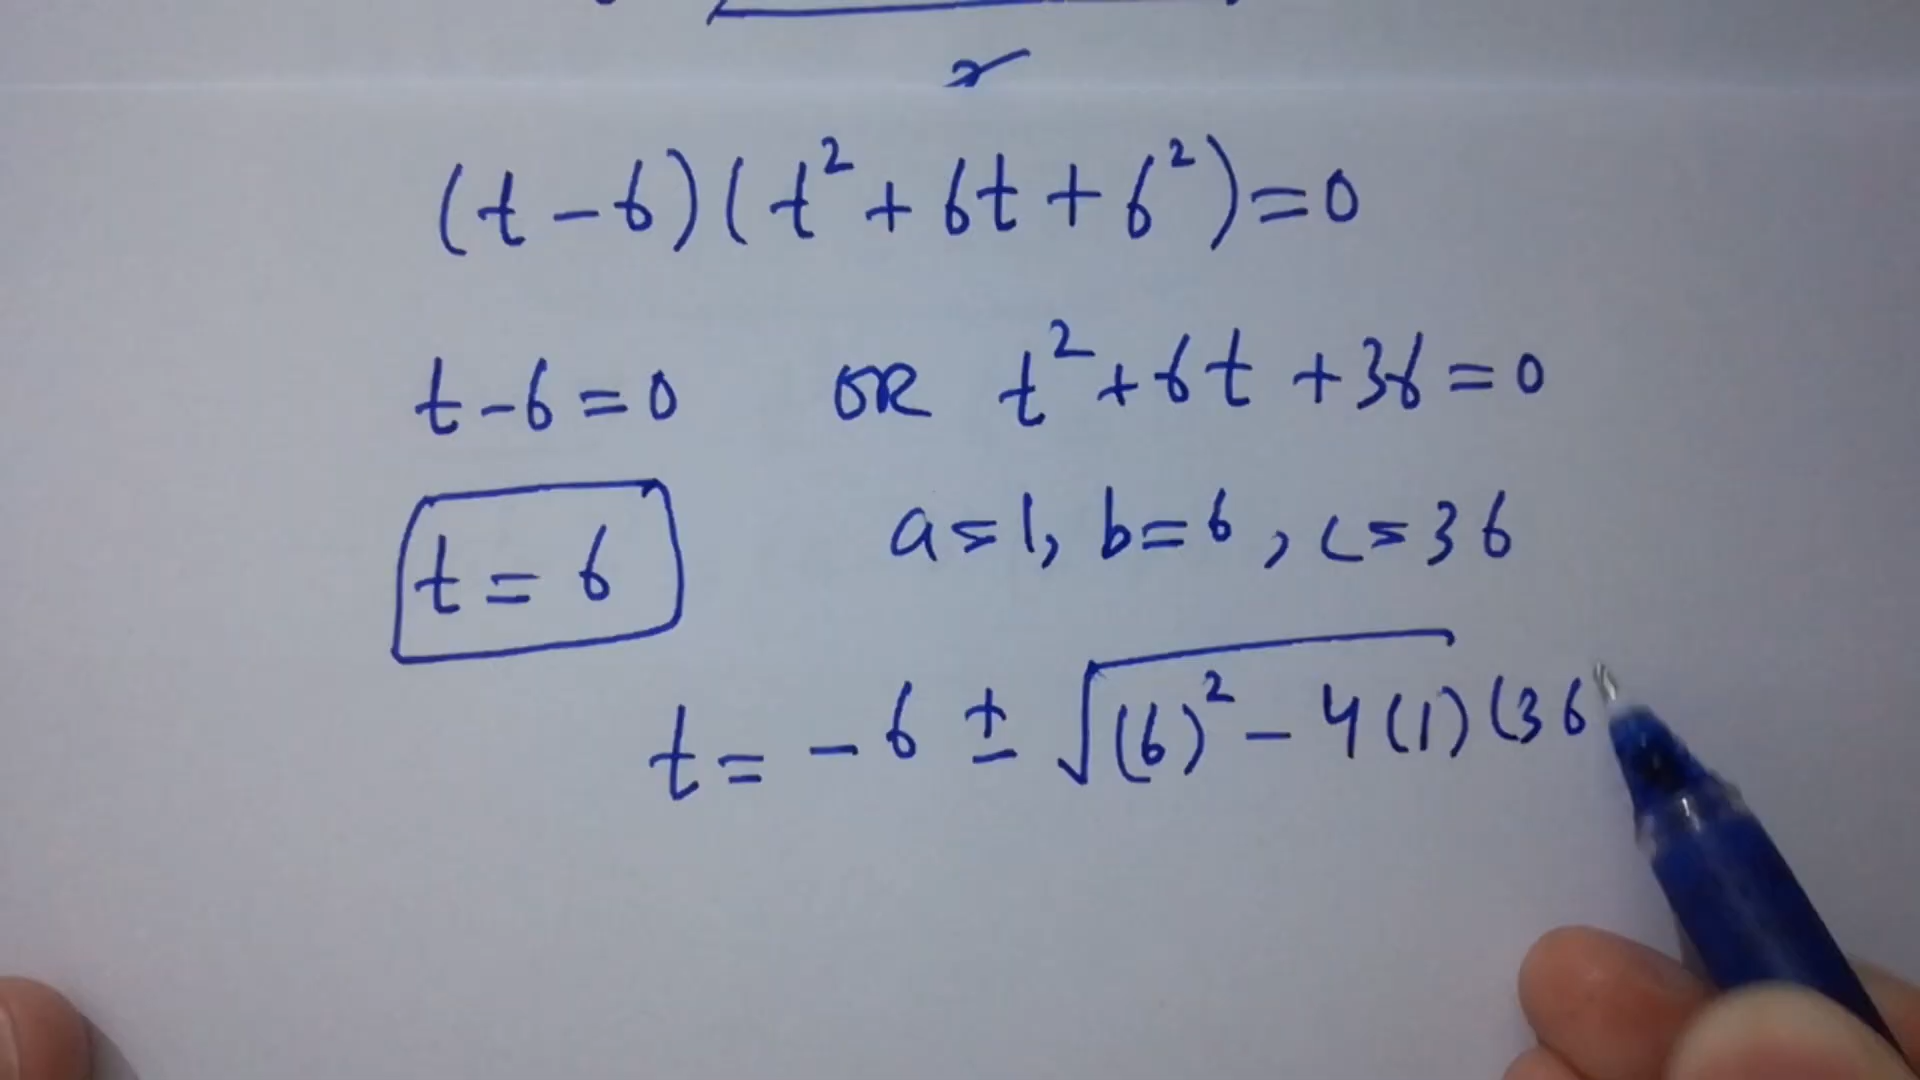 (t-6)(t²+6t+6²)=0
t-6=0 OR t²+6t+36=0
t=6 a=1, b=6, c=36
t= -6 ± √(6)²-4(1)(36